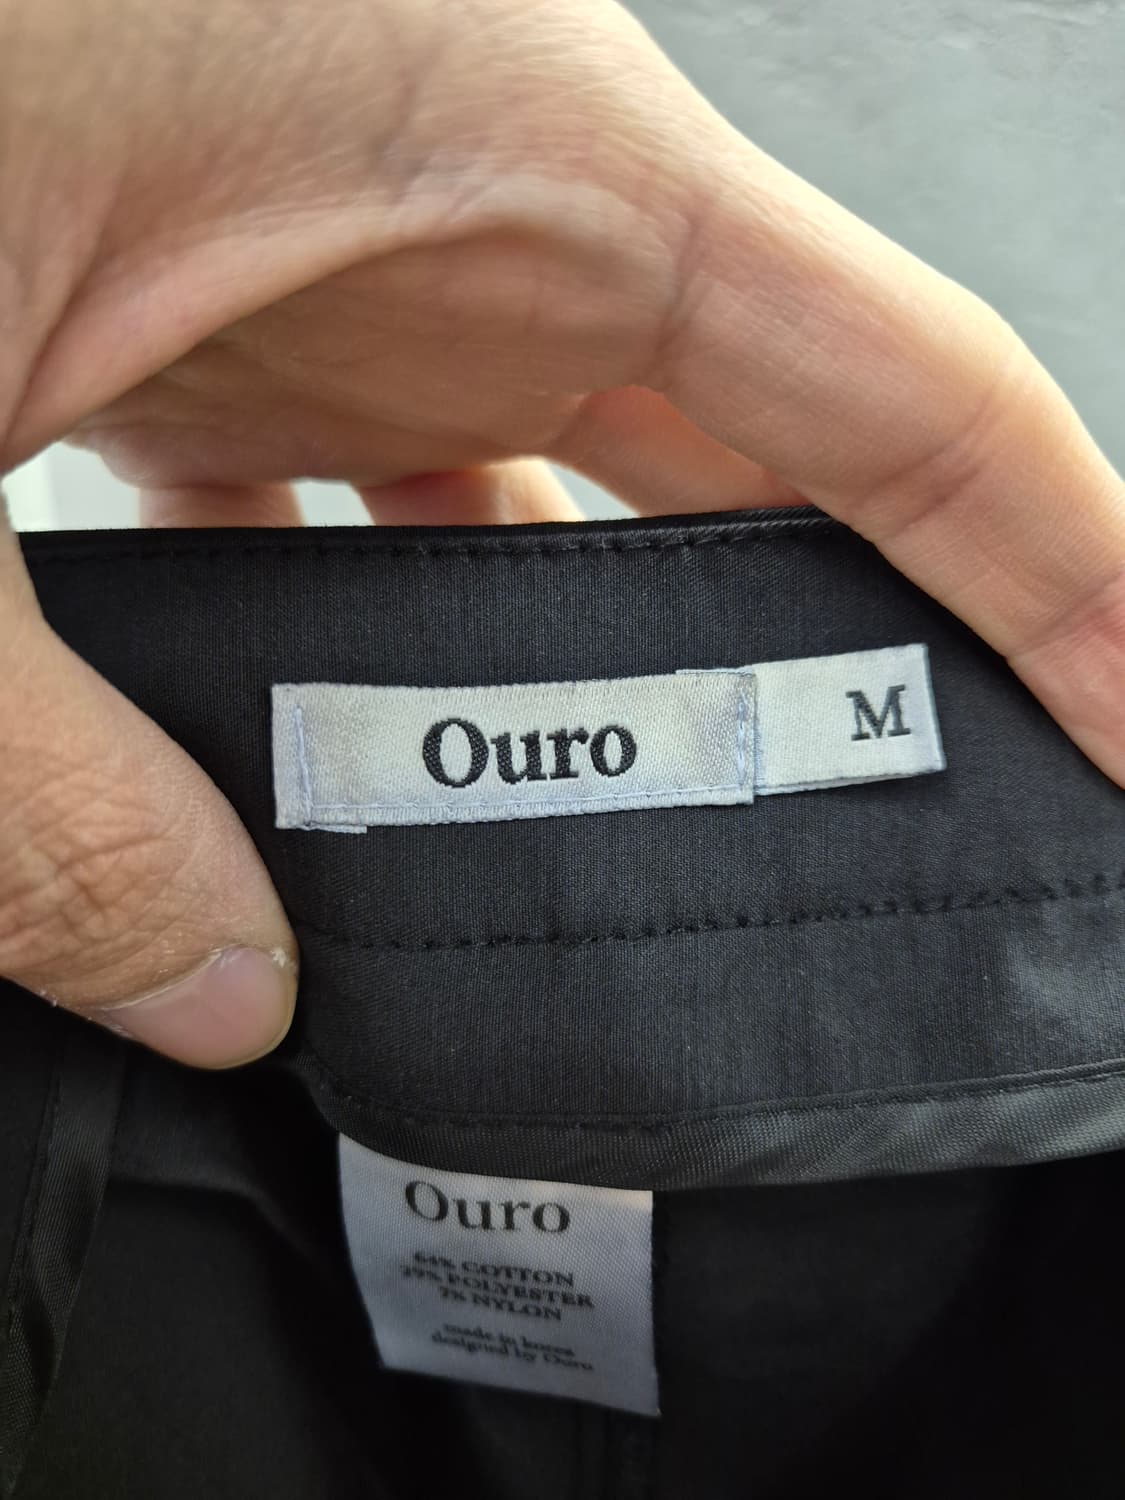 Ouro
M
Ouro
64% COTTON
29% POLYESTER
7% NYLON
made in korea
designed by Ouro